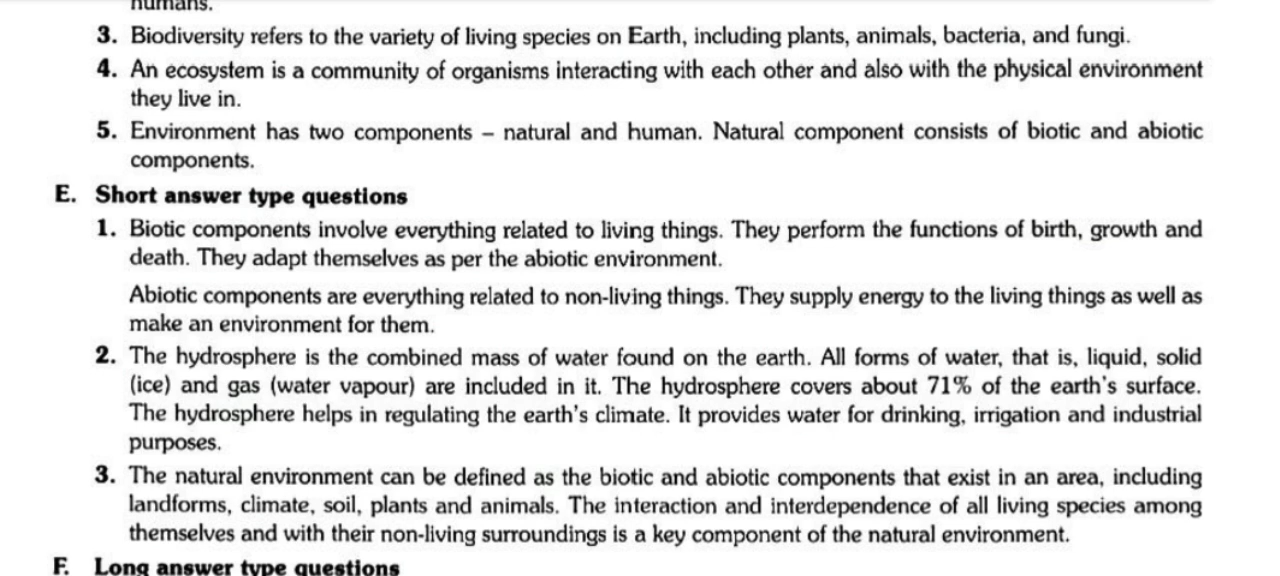 humans.
3. Biodiversity refers to the variety of living species on Earth, including plants, animals, bacteria, and fungi.
4. An ecosystem is a community of organisms interacting with each other and also with the physical environment
they live in.
5. Environment has two components – natural and human. Natural component consists of biotic and abiotic
components.
E. Short answer type questions
1. Biotic components involve everything related to living things. They perform the functions of birth, growth and
death. They adapt themselves as per the abiotic environment.
Abiotic components are everything related to non-living things. They supply energy to the living things as well as
make an environment for them.
2. The hydrosphere is the combined mass of water found on the earth. All forms of water, that is, liquid, solid
(ice) and gas (water vapour) are included in it. The hydrosphere covers about 71% of the earth's surface.
The hydrosphere helps in regulating the earth's climate. It provides water for drinking, irrigation and industrial
purposes.
3. The natural environment can be defined as the biotic and abiotic components that exist in an area, including
landforms, climate, soil, plants and animals. The interaction and interdependence of all living species among
themselves and with their non-living surroundings is a key component of the natural environment.
F. Long answer type questions